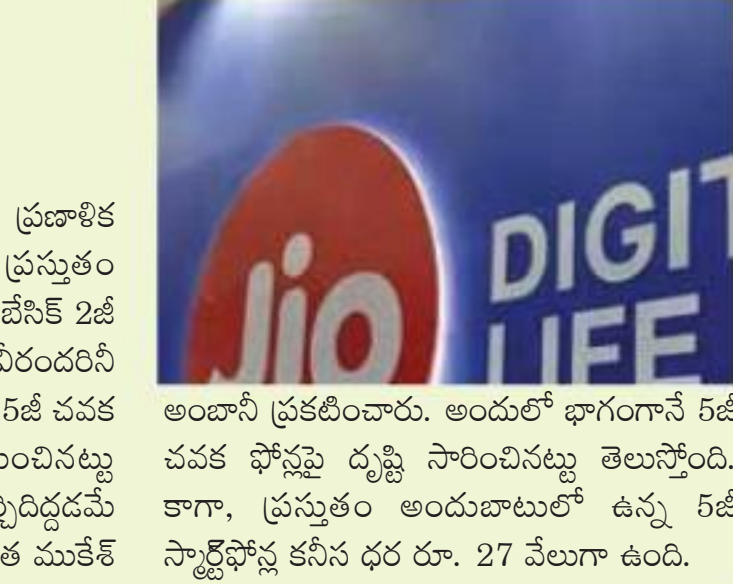 ప్రణాళిక
ప్రస్తుతం
బేసిక్ 2జీ
వీరందరినీ
5జీ చవక
ముకేశ్
Jio
DIGIT
LIFE
అంబానీ ప్రకటించారు. అందులో భాగంగానే 5జీ
చవక ఫోన్లపై దృష్టి సారించినట్టు తెలుస్తోంది.
కాగా, ప్రస్తుతం అందుబాటులో ఉన్న 5జీ
స్మార్ట్‌ఫోన్ల కనీస ధర రూ. 27 వేలుగా ఉంది.